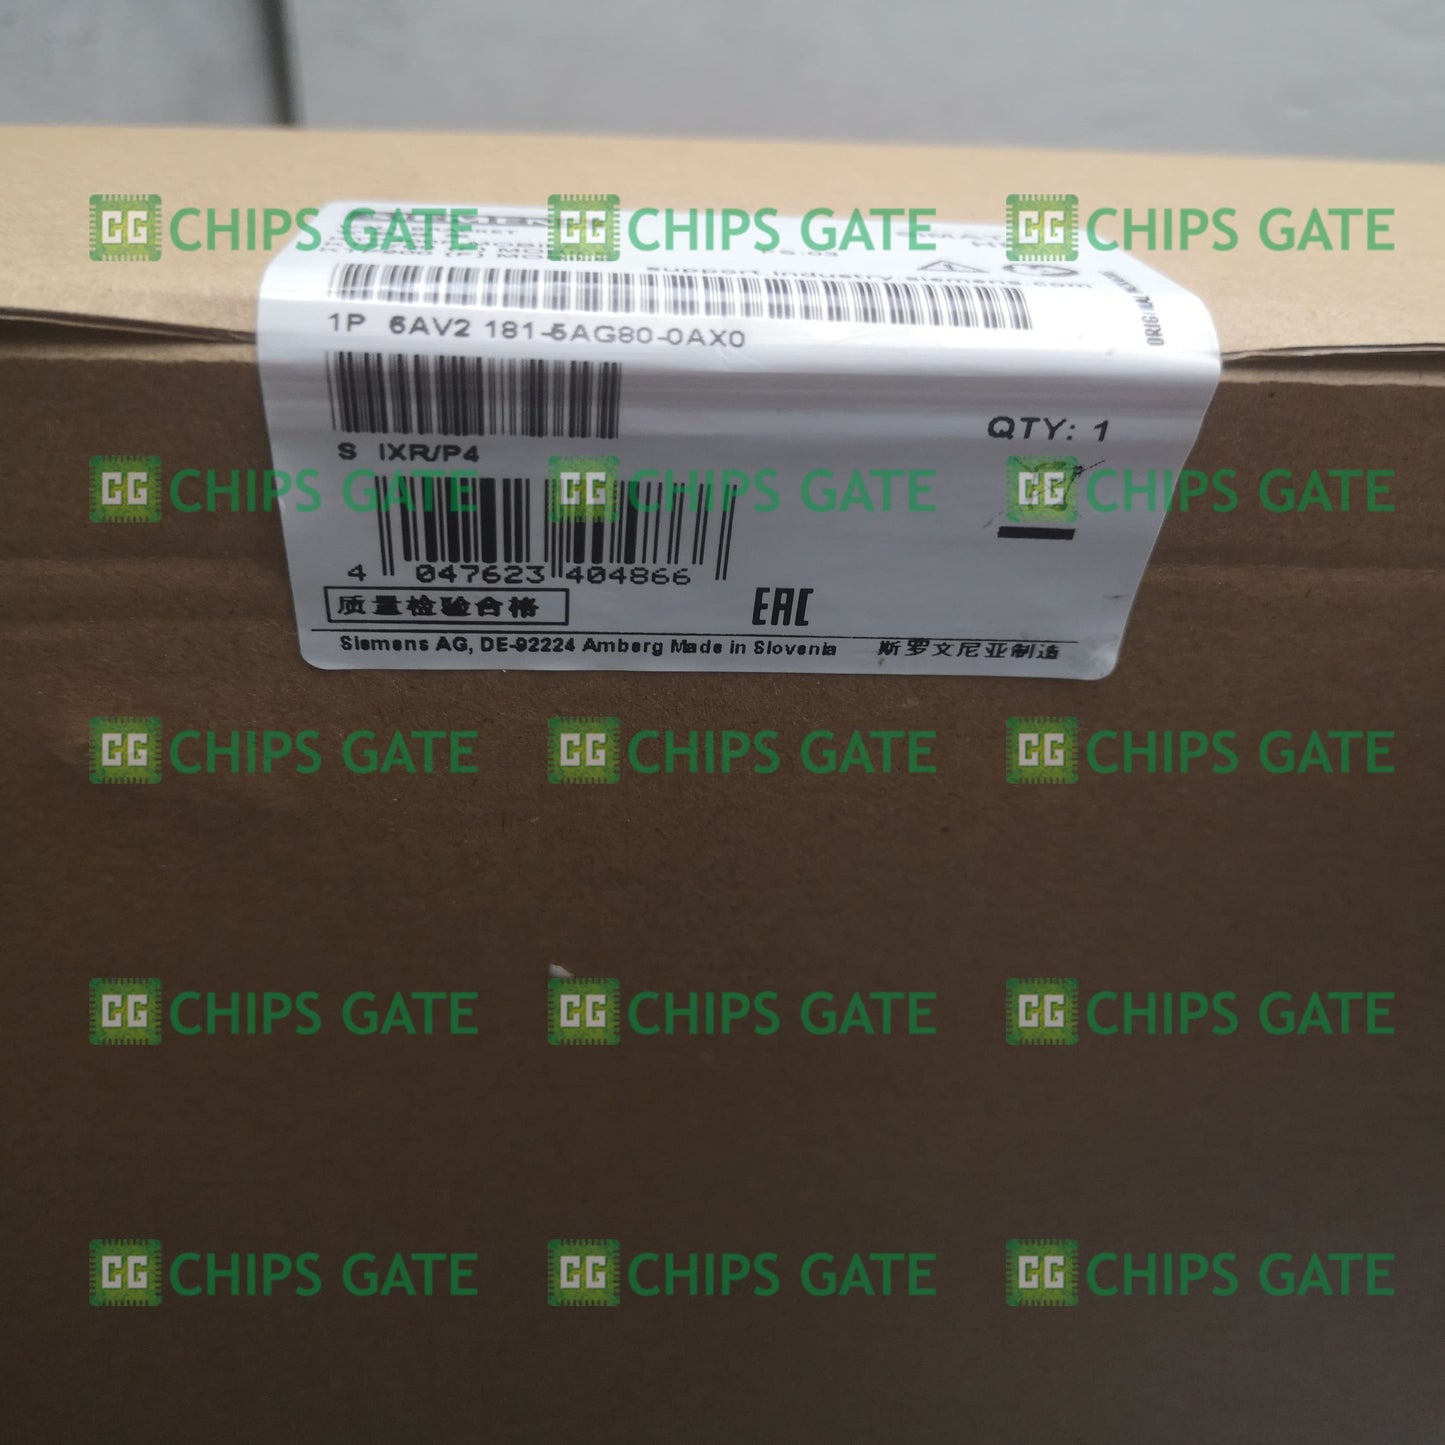 support.industry.siemens.com
1P 6AV2 181-5AG80-0AX0
S IXR/P4
QTY: 1
4 047623 404866
质量检验合格
EAC
Siemens AG, DE-92224 Amberg Made in Slovenia 斯罗文尼亚制造
CHIPS GATE CHIPS GATE CHIPS GATE
CHIPS GATE CHIPS GATE CHIPS GATE
CHIPS GATE CHIPS GATE CHIPS GATE
CHIPS GATE CHIPS GATE CHIPS GATE
CHIPS GATE CHIPS GATE CHIPS GATE